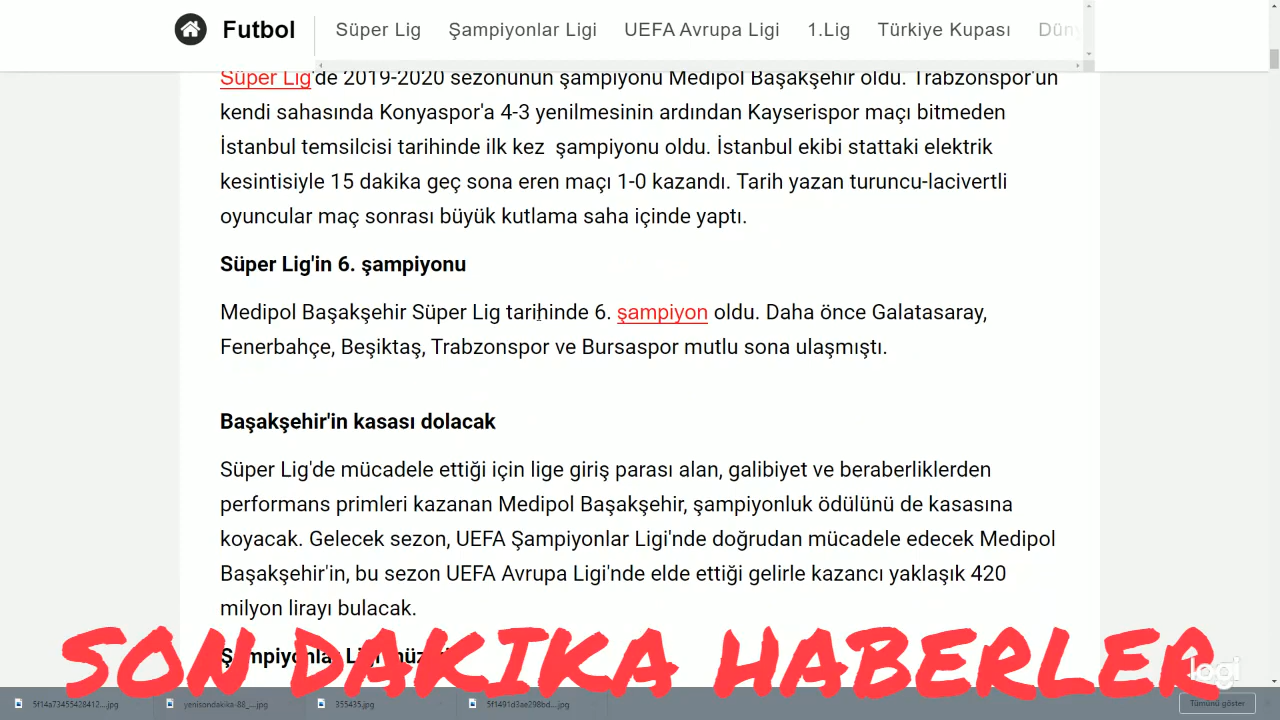 Futbol Süper Lig Şampiyonlar Ligi UEFA Avrupa Ligi 1.Lig Türkiye Kupası Düny
Süper Lig'de 2019-2020 sezonunun şampiyonu Medipol Başakşehir oldu. Trabzonspor'un
kendi sahasında Konyaspor'a 4-3 yenilmesinin ardından Kayserispor maçı bitmeden
İstanbul temsilcisi tarihinde ilk kez şampiyonu oldu. İstanbul ekibi stattaki elektrik
kesintisiyle 15 dakika geç sona eren maçı 1-0 kazandı. Tarih yazan turuncu-lacivertli
oyuncular maç sonrası büyük kutlama saha içinde yaptı.
Süper Lig'in 6. şampiyonu
Medipol Başakşehir Süper Lig tarihinde 6. şampiyon oldu. Daha önce Galatasaray,
Fenerbahçe, Beşiktaş, Trabzonspor ve Bursaspor mutlu sona ulaşmıştı.
Başakşehir'in kasası dolacak
Süper Lig'de mücadele ettiği için lige giriş parası alan, galibiyet ve beraberliklerden
performans primleri kazanan Medipol Başakşehir, şampiyonluk ödülünü de kasasına
koyacak. Gelecek sezon, UEFA Şampiyonlar Ligi'nde doğrudan mücadele edecek Medipol
Başakşehir'in, bu sezon UEFA Avrupa Ligi'nde elde ettiği gelirle kazancı yaklaşık 420
milyon lirayı bulacak.
SON DAKIKA HABERLER
5f14a73455428412....jpg yenisondakika-88_....jpg 355435.jpg 5f1491d3ae298bd....jpg Tümünü göster